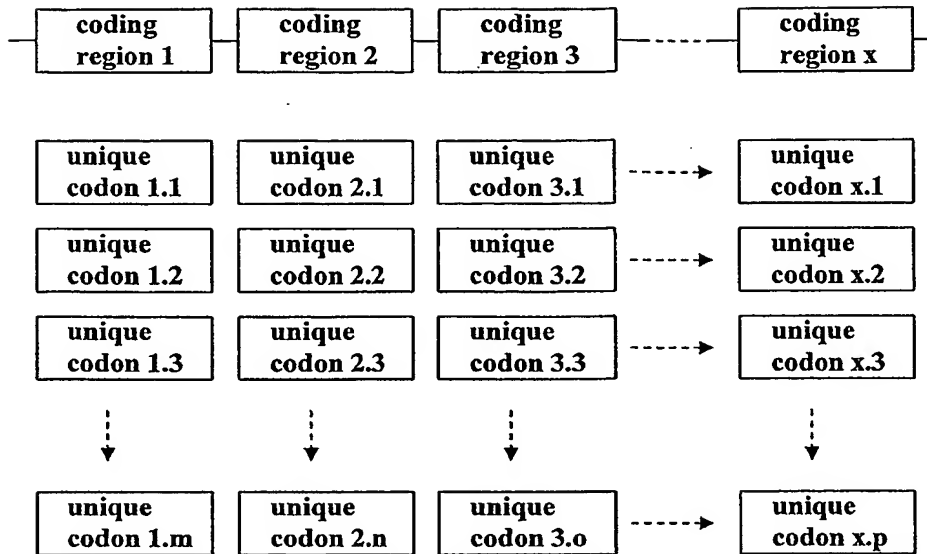 coding coding coding coding
region 1 region 2 region 3 region x
unique unique unique unique
codon 1.1 codon 2.1 codon 3.1 codon x.1
unique unique unique unique
codon 1.2 codon 2.2 codon 3.2 codon x.2
unique unique unique unique
codon 1.3 codon 2.3 codon 3.3 codon x.3
unique unique unique unique
codon 1.m codon 2.n codon 3.o codon x.p